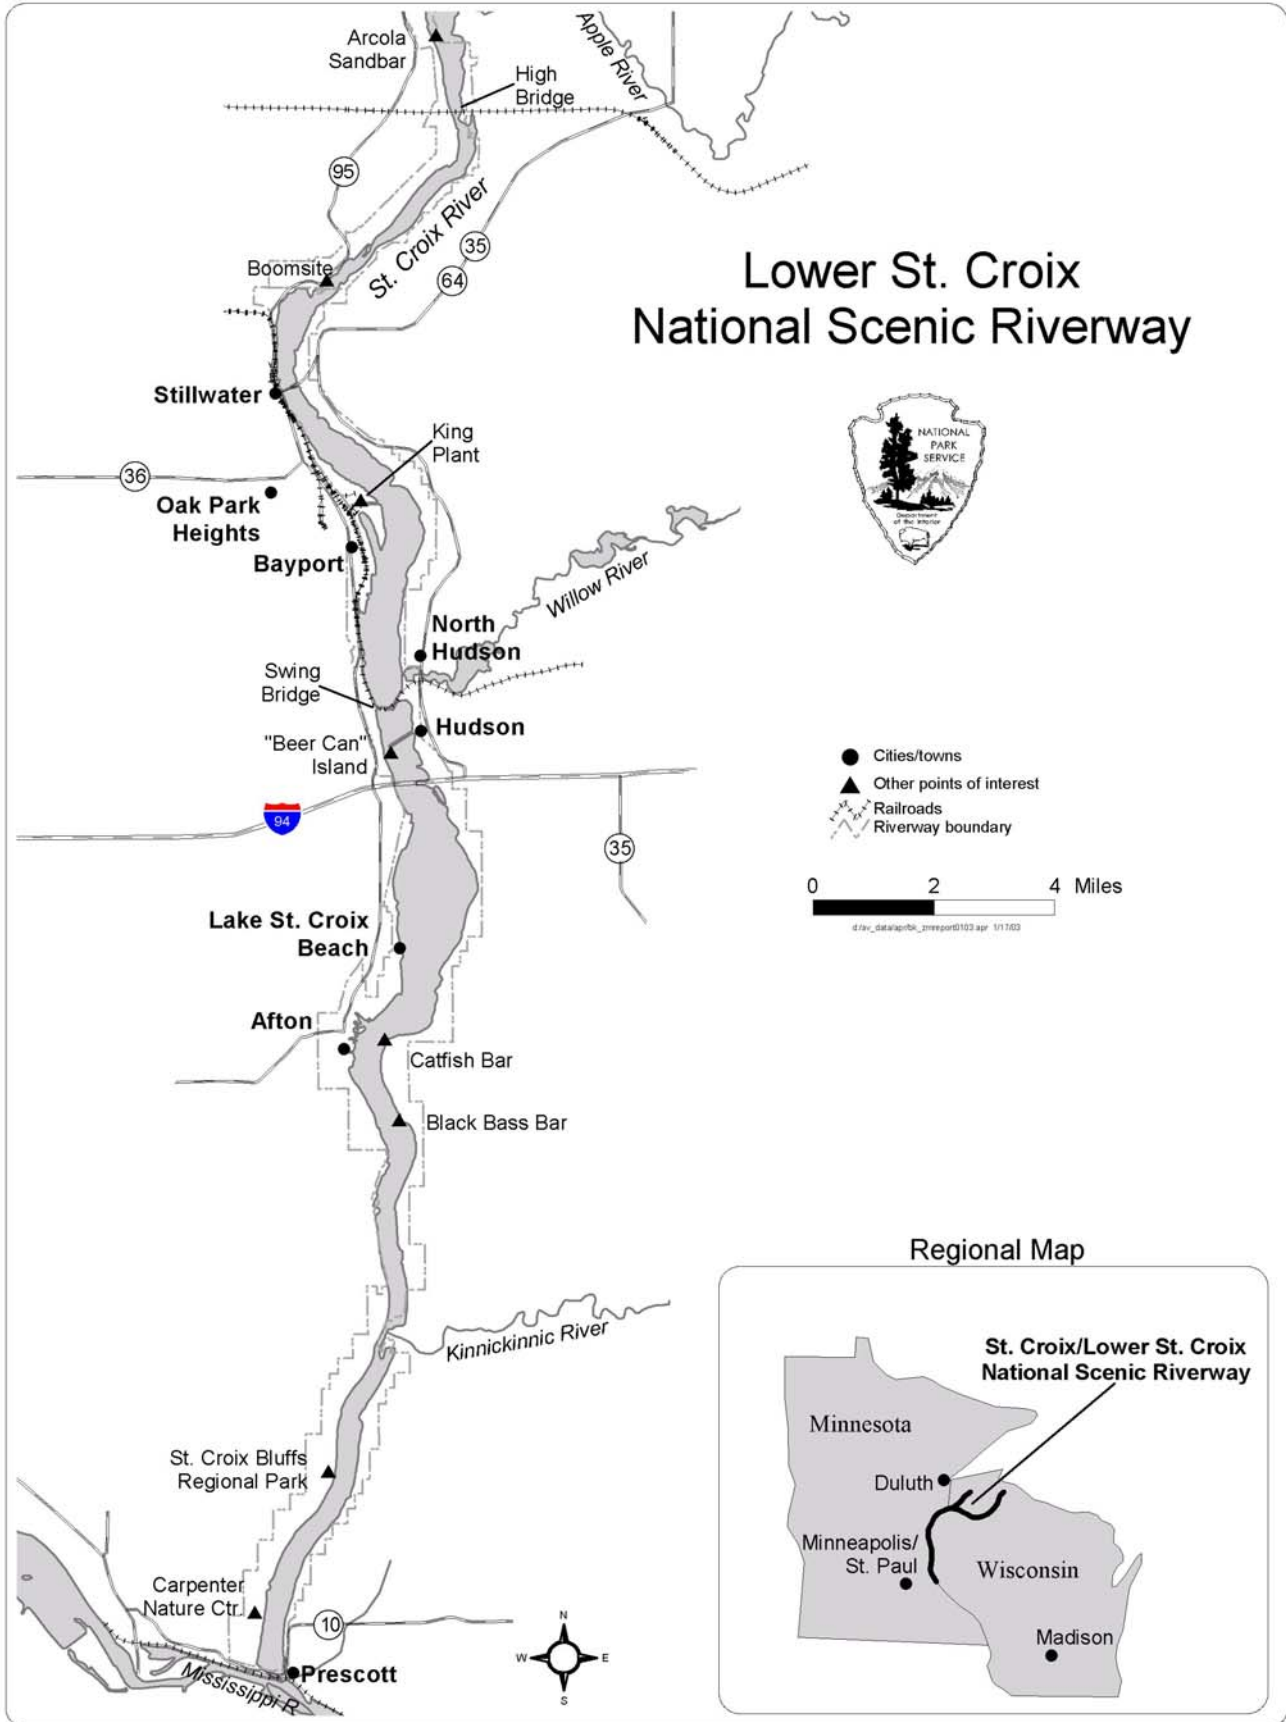 Arcola
Sandbar
High
Bridge
Apple River
95
St. Croix River
35
64
Boomsite
Lower St. Croix
National Scenic Riverway
Stillwater
NATIONAL
PARK
SERVICE
Department
of the Interior
King
Plant
36
Oak Park
Heights
Bayport
Willow River
North
Hudson
Swing
Bridge
Hudson
"Beer Can"
Island
94
35
Cities/towns
Other points of interest
Railroads
Riverway boundary
0 2 4 Miles
Lake St. Croix
Beach
Afton
Catfish Bar
Black Bass Bar
Kinnickinnic River
St. Croix Bluffs
Regional Park
Carpenter
Nature Ctr.
10
Prescott
Mississippi R
N
W E
S
Regional Map
St. Croix/Lower St. Croix
National Scenic Riverway
Minnesota
Duluth
Minneapolis/
St. Paul
Wisconsin
Madison